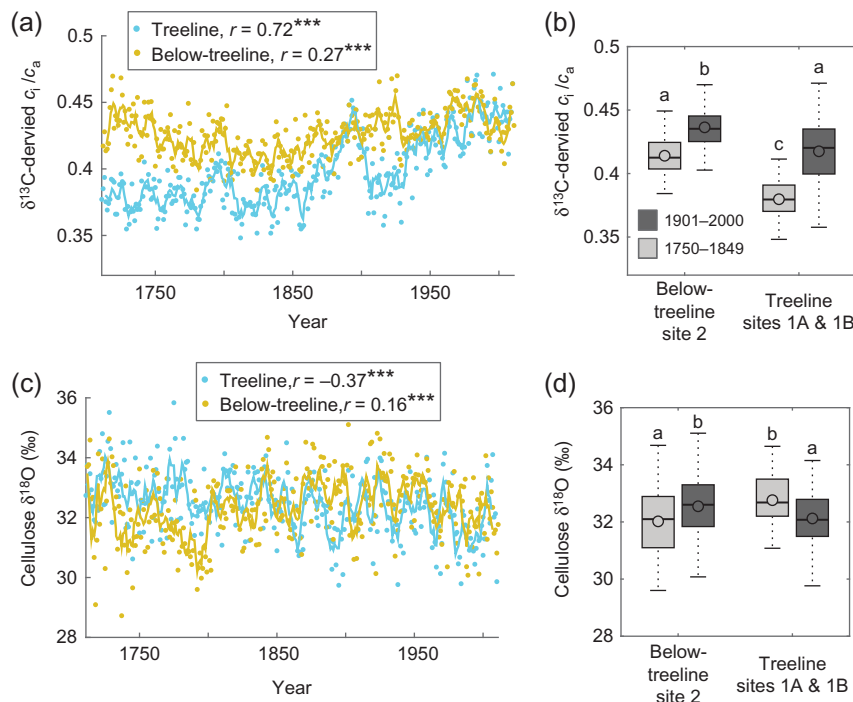 (a)
Treeline, r = 0.72***
Below-treeline, r = 0.27***
0.5
0.45
0.4
0.35
δ13C-dervied ci /ca
1750
1850
1950
Year
(b)
0.5
0.45
0.4
0.35
δ13C-dervied ci /ca
a
b
c
a
1901–2000
1750–1849
Below-
treeline
site 2
Treeline
sites 1A & 1B
(c)
Treeline,r = –0.37***
Below-treeline,r = 0.16***
36
34
33
31
30
28
Cellulose δ18O (‰)
1750
1800
1850
1950
Year
(d)
36
34
32
30
28
Cellulose δ18O (‰)
a
b
b
a
Below-
treeline
site 2
Treeline
sites 1A & 1B